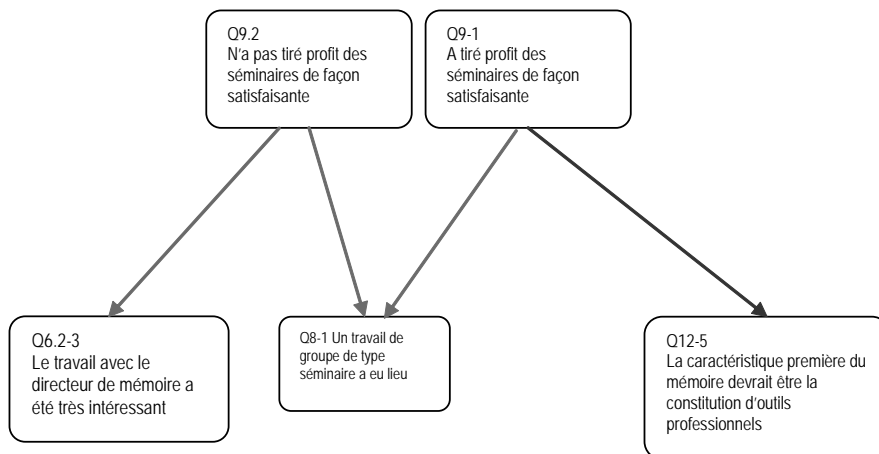 Q9.2
N'a pas tiré profit des
séminaires de façon
satisfaisante
Q9-1
A tiré profit des
séminaires de façon
satisfaisante
Q6.2-3
Le travail avec le
directeur de mémoire a
été très intéressant
Q8-1 Un travail de
groupe de type
séminaire a eu lieu
Q12-5
La caractéristique première du
mémoire devrait être la
constitution d'outils
professionnels